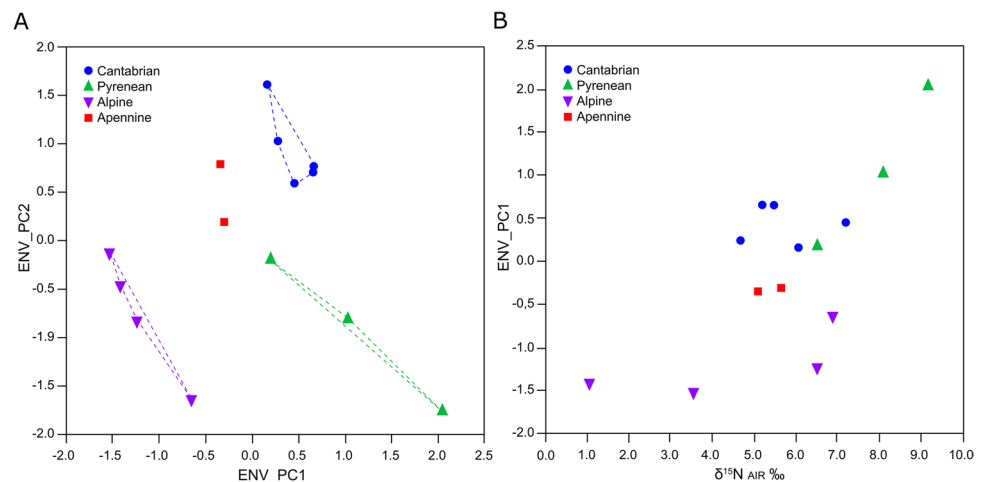 A
Cantabrian
Pyrenean
Alpine
Apennine
2.0
1.5
1.0
0.5
0.0
-0.5
-1.9
-1.5
-2.0
ENV_PC2
-2.0 -1.5 -1.0 -0.5 0.0 0.5 1.0 1.5 2.0 2.5
ENV_PC1
B
Cantabrian
Pyrenean
Alpine
Apennine
2.5
2.0
1.5
1.0
0.5
0.0
-0,5
-1.0
-1.5
-2.0
ENV_PC1
0.0 1.0 2.0 3.0 4.0 5.0 6.0 7.0 8.0 9.0 10.0
δ¹⁵N AIR ‰